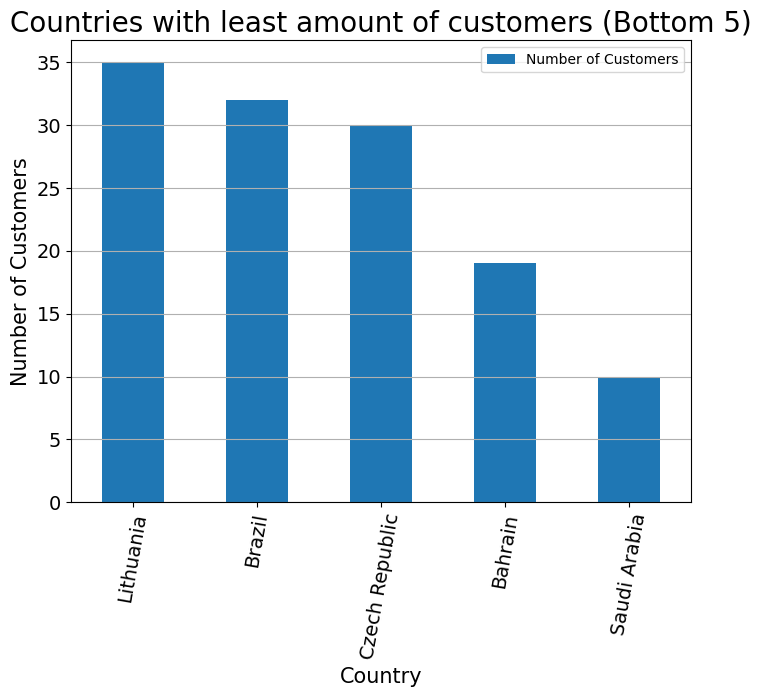 Countries with least amount of customers (Bottom 5)
Number of Customers
Number of Customers
35
30
25
20
15
10
5
0
Lithuania
Brazil
Czech Republic
Bahrain
Saudi Arabia
Country